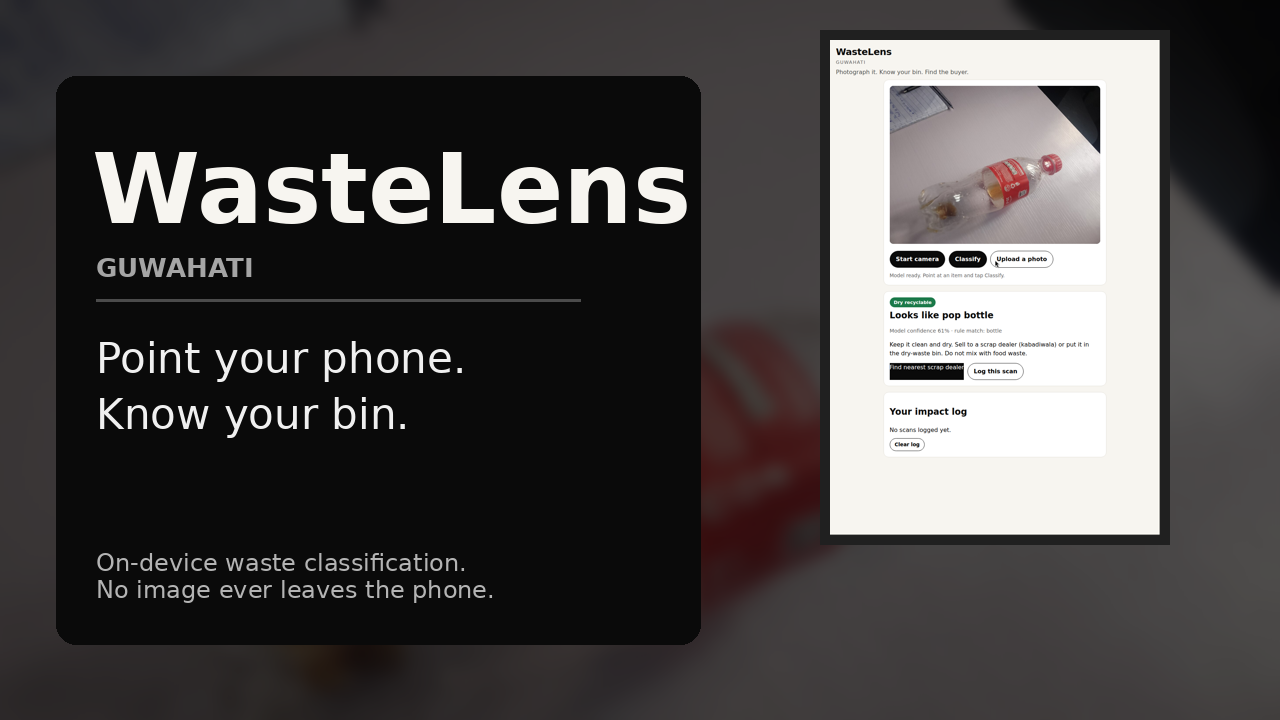 WasteLens
GUWAHATI
Point your phone.
Know your bin.
On-device waste classification.
No image ever leaves the phone.
WasteLens
GUWAHATI
Photograph it. Know your bin. Find the buyer.
Start camera
Classify
Upload a photo
Model ready. Point at an item and tap Classify.
Dry recyclable
Looks like pop bottle
Model confidence 61% · rule match: bottle
Keep it clean and dry. Sell to a scrap dealer (kabadiwala) or put it in
the dry-waste bin. Do not mix with food waste.
Find nearest scrap dealer
Log this scan
Your impact log
No scans logged yet.
Clear log